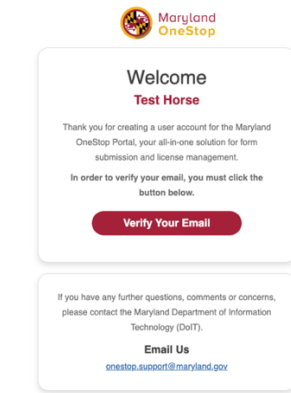 Maryland
OneStop
Welcome
Test Horse
Thank you for creating a user account for the Maryland
OneStop Portal, your all-in-one solution for form
submission and license management.
In order to verify your email, you must click the
button below.
Verify Your Email
If you have any further questions, comments or concerns,
please contact the Maryland Department of Information
Technology (DoIT).
Email Us
onestop.support@maryland.gov